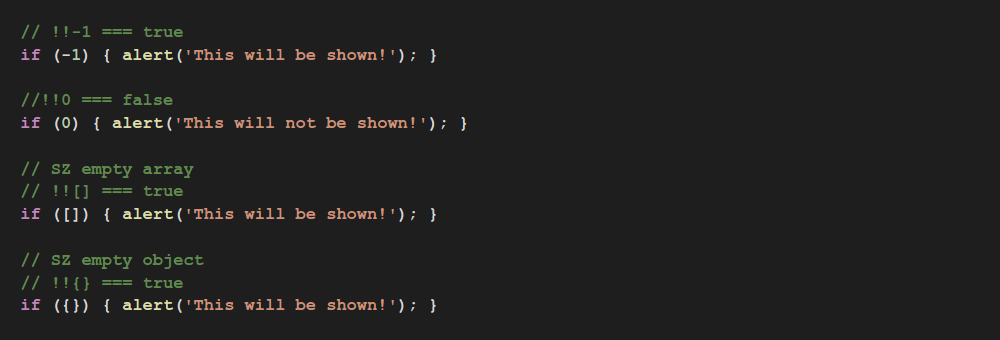 // !!-1 === true
if (-1) { alert('This will be shown!'); }
//!!0 === false
if (0) { alert('This will not be shown!'); }
// SZ empty array
// !![] === true
if ([]) { alert('This will be shown!'); }
// SZ empty object
// !!{} === true
if ({}) { alert('This will be shown!'); }